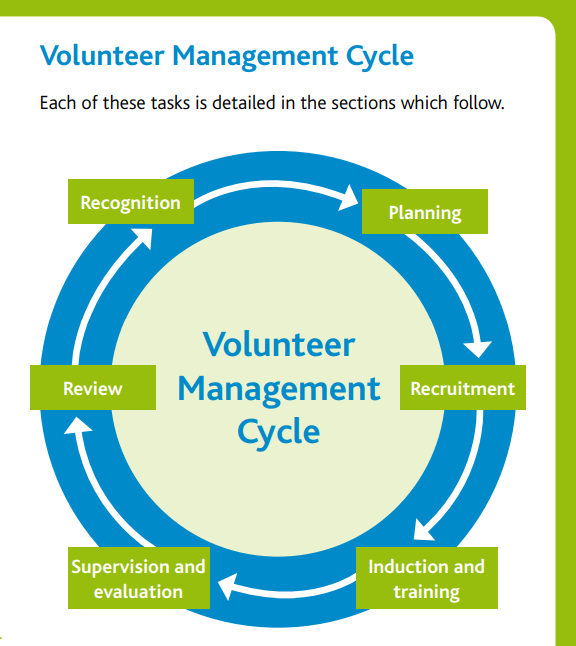 Volunteer Management Cycle
Each of these tasks is detailed in the sections which follow.
Recognition
Planning
Volunteer
Management
Cycle
Review
Recruitment
Supervision and
evaluation
Induction and
training